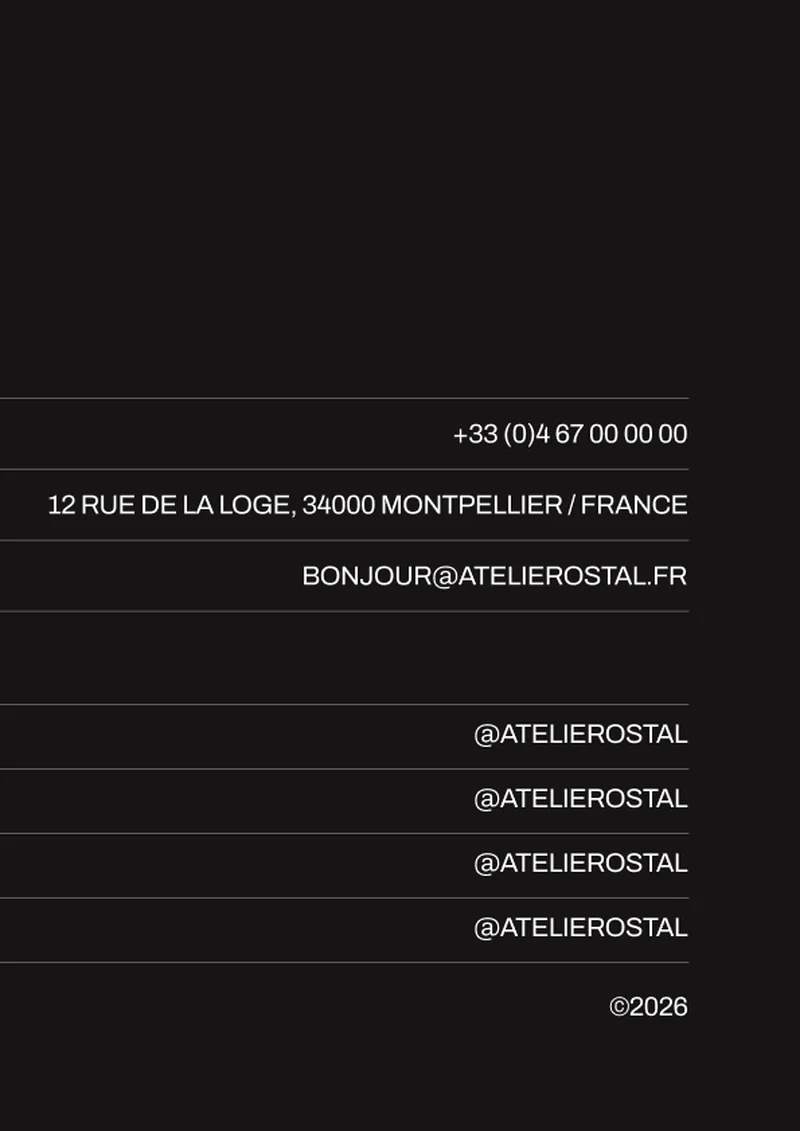 +33 (0)4 67 00 00 00
12 RUE DE LA LOGE, 34000 MONTPELLIER / FRANCE
BONJOUR@ATELIEROSTAL.FR
@ATELIEROSTAL
@ATELIEROSTAL
@ATELIEROSTAL
@ATELIEROSTAL
©2026